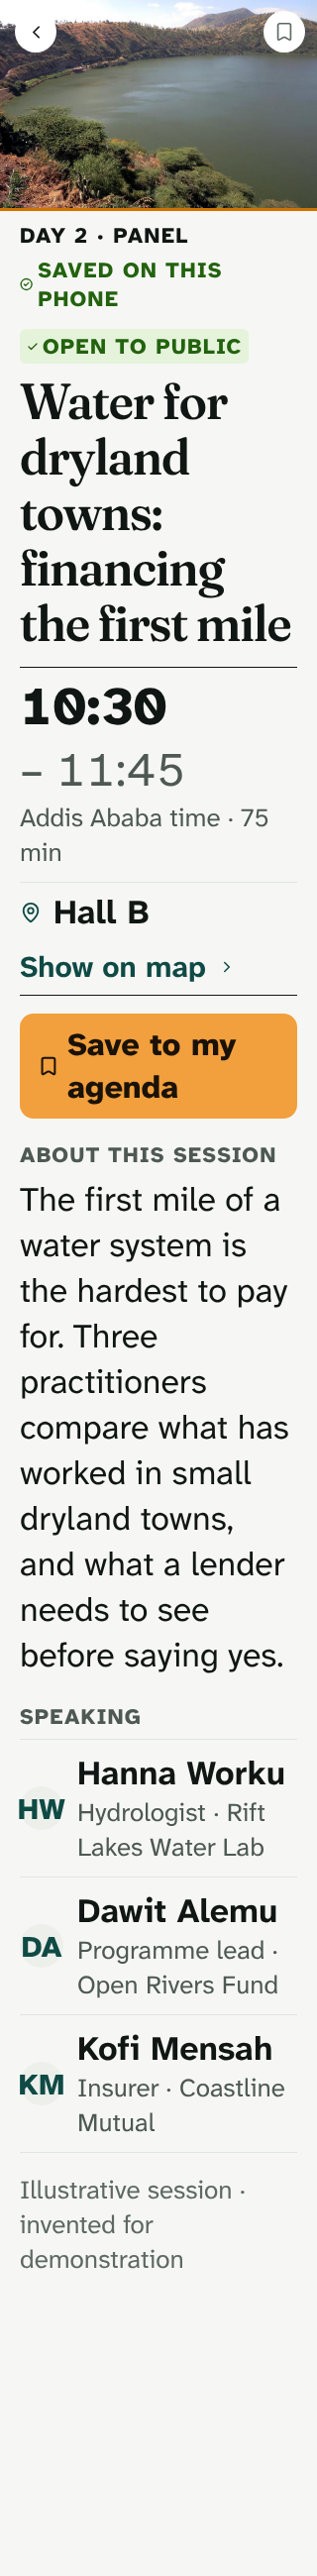 DAY 2 · PANEL
SAVED ON THIS
PHONE
OPEN TO PUBLIC
Water for
dryland
towns:
financing
the first mile
10:30
– 11:45
Addis Ababa time · 75
min
Hall B
Show on map
Save to my
agenda
ABOUT THIS SESSION
The first mile of a
water system is
the hardest to pay
for. Three
practitioners
compare what has
worked in small
dryland towns,
and what a lender
needs to see
before saying yes.
SPEAKING
HW
Hanna Worku
Hydrologist · Rift
Lakes Water Lab
DA
Dawit Alemu
Programme lead ·
Open Rivers Fund
KM
Kofi Mensah
Insurer · Coastline
Mutual
Illustrative session ·
invented for
demonstration